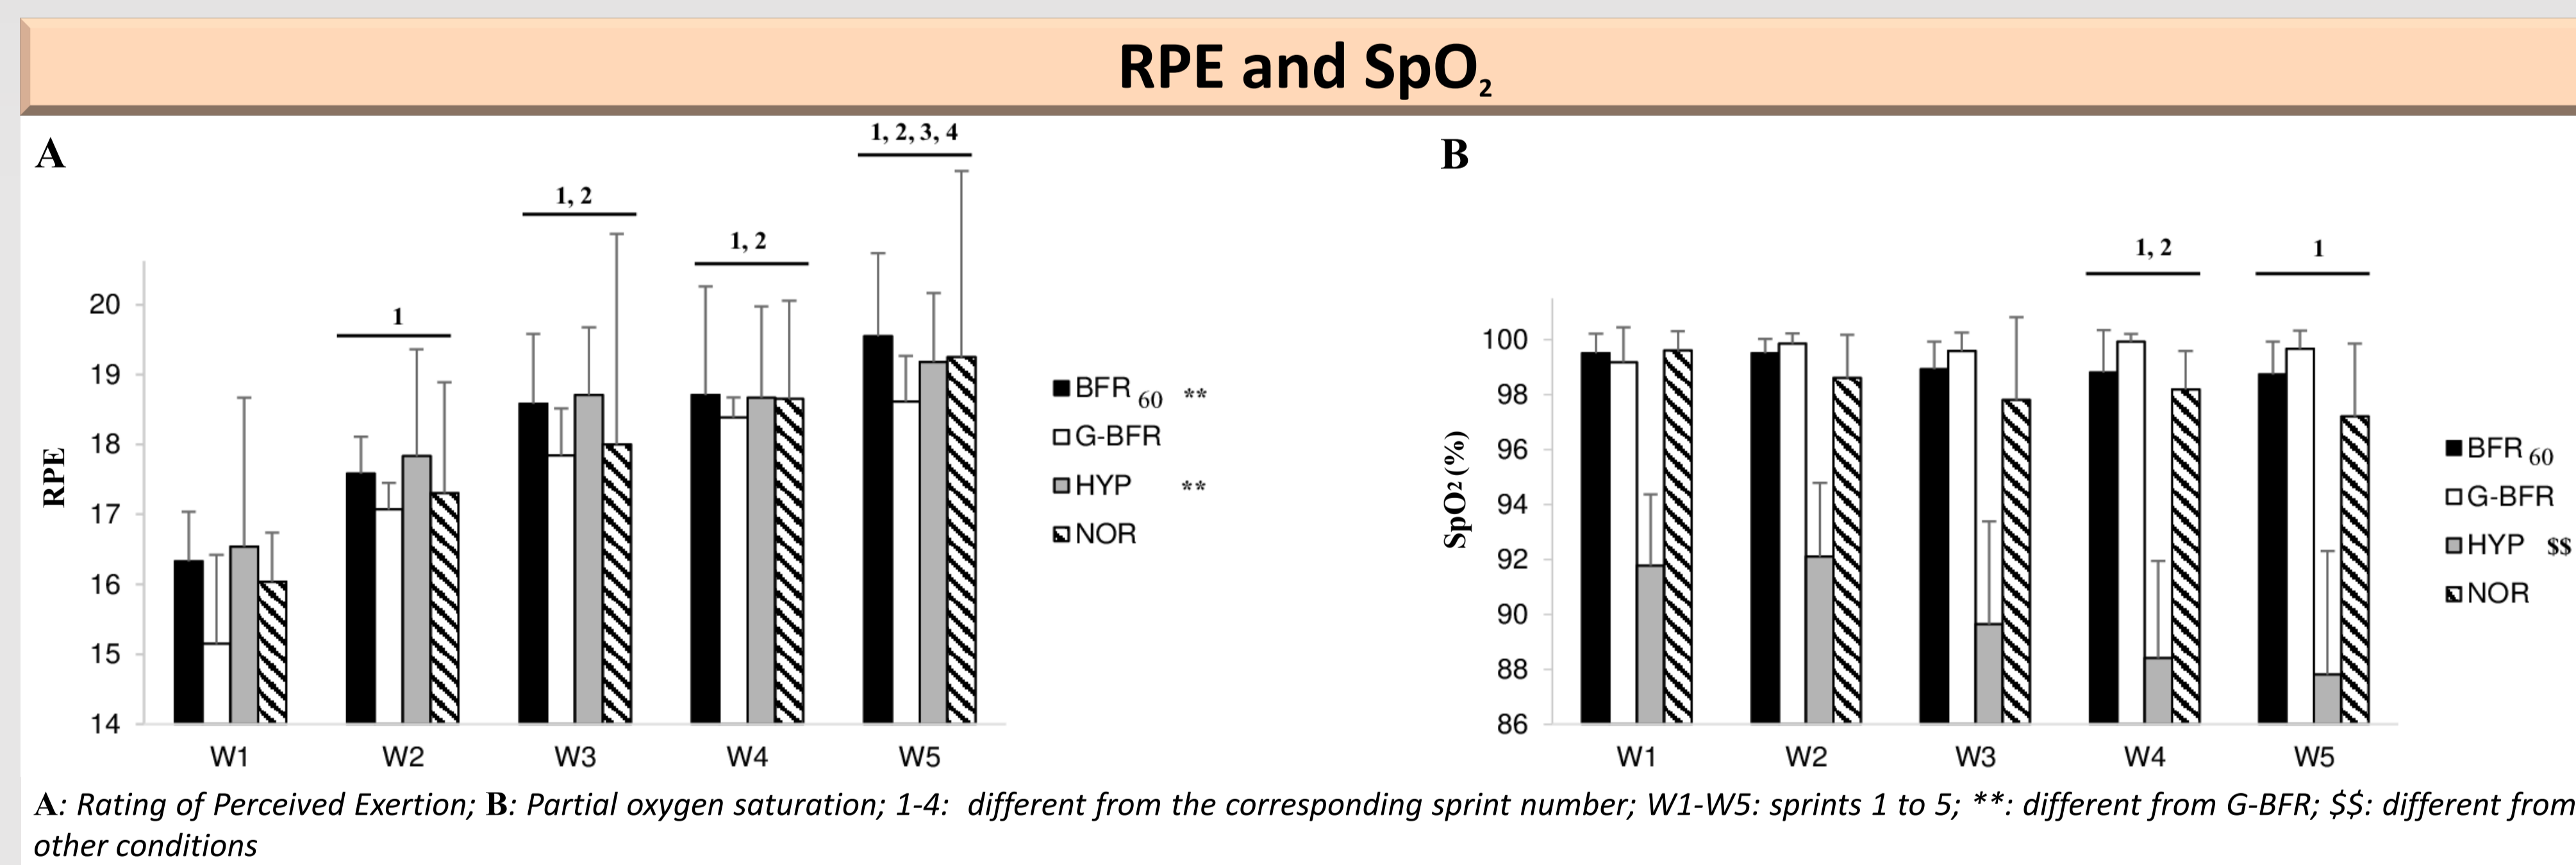 RPE and SpO₂
A
1
1, 2
1, 2
1, 2, 3, 4
RPE
20
19
18
17
16
15
14
W1 W2 W3 W4 W5
BFR 60 **
G-BFR
HYP **
NOR
B
1, 2
1
SpO2 (%)
100
98
96
94
92
90
88
86
W1 W2 W3 W4 W5
BFR 60
G-BFR
HYP $$
NOR
A: Rating of Perceived Exertion; B: Partial oxygen saturation; 1-4: different from the corresponding sprint number; W1-W5: sprints 1 to 5; **: different from G-BFR; $$: different from
other conditions